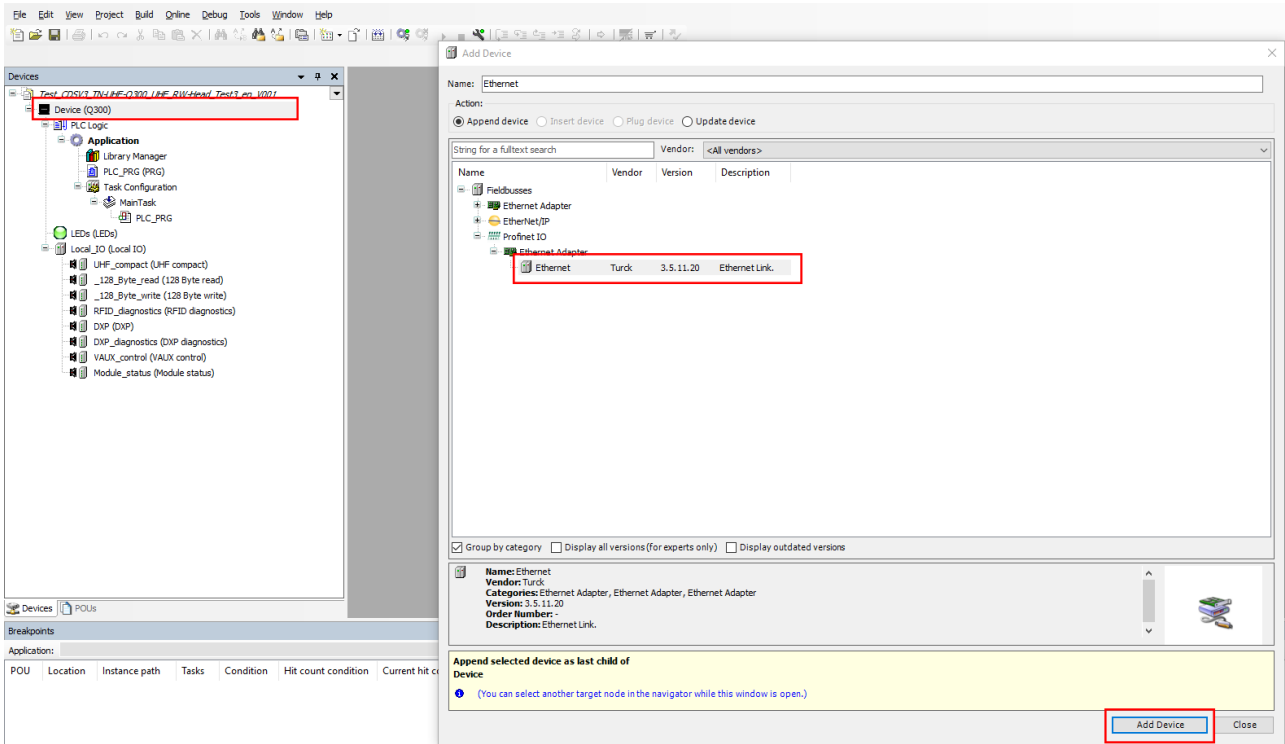 File Edit View Project Build Online Debug Tools Window Help
Devices
Test_CDSV3_TN-UHF-Q300_UHF_RW-Head_Test3_en_V001
Device (Q300)
PLC Logic
Application
Library Manager
PLC_PRG (PRG)
Task Configuration
MainTask
PLC_PRG
LEDs (LEDs)
Local_IO (Local IO)
UHF_compact (UHF compact)
_128_Byte_read (128 Byte read)
_128_Byte_write (128 Byte write)
RFID_diagnostics (RFID diagnostics)
DXP (DXP)
DXP_diagnostics (DXP diagnostics)
VAUX_control (VAUX control)
Module_status (Module status)
Devices POUs
Breakpoints
Application:
POU Location Instance path Tasks Condition Hit count condition Current hit c
Add Device
Name: Ethernet
Action:
Append device Insert device Plug device Update device
String for a fulltext search Vendor: <All vendors>
Name Vendor Version Description
Fieldbusses
Ethernet Adapter
EtherNet/IP
Profinet IO
Ethernet Adapter
Ethernet Turck 3.5.11.20 Ethernet Link.
Group by category Display all versions (for experts only) Display outdated versions
Name: Ethernet
Vendor: Turck
Categories: Ethernet Adapter, Ethernet Adapter, Ethernet Adapter
Version: 3.5.11.20
Order Number: -
Description: Ethernet Link.
Append selected device as last child of
Device
(You can select another target node in the navigator while this window is open.)
Add Device Close